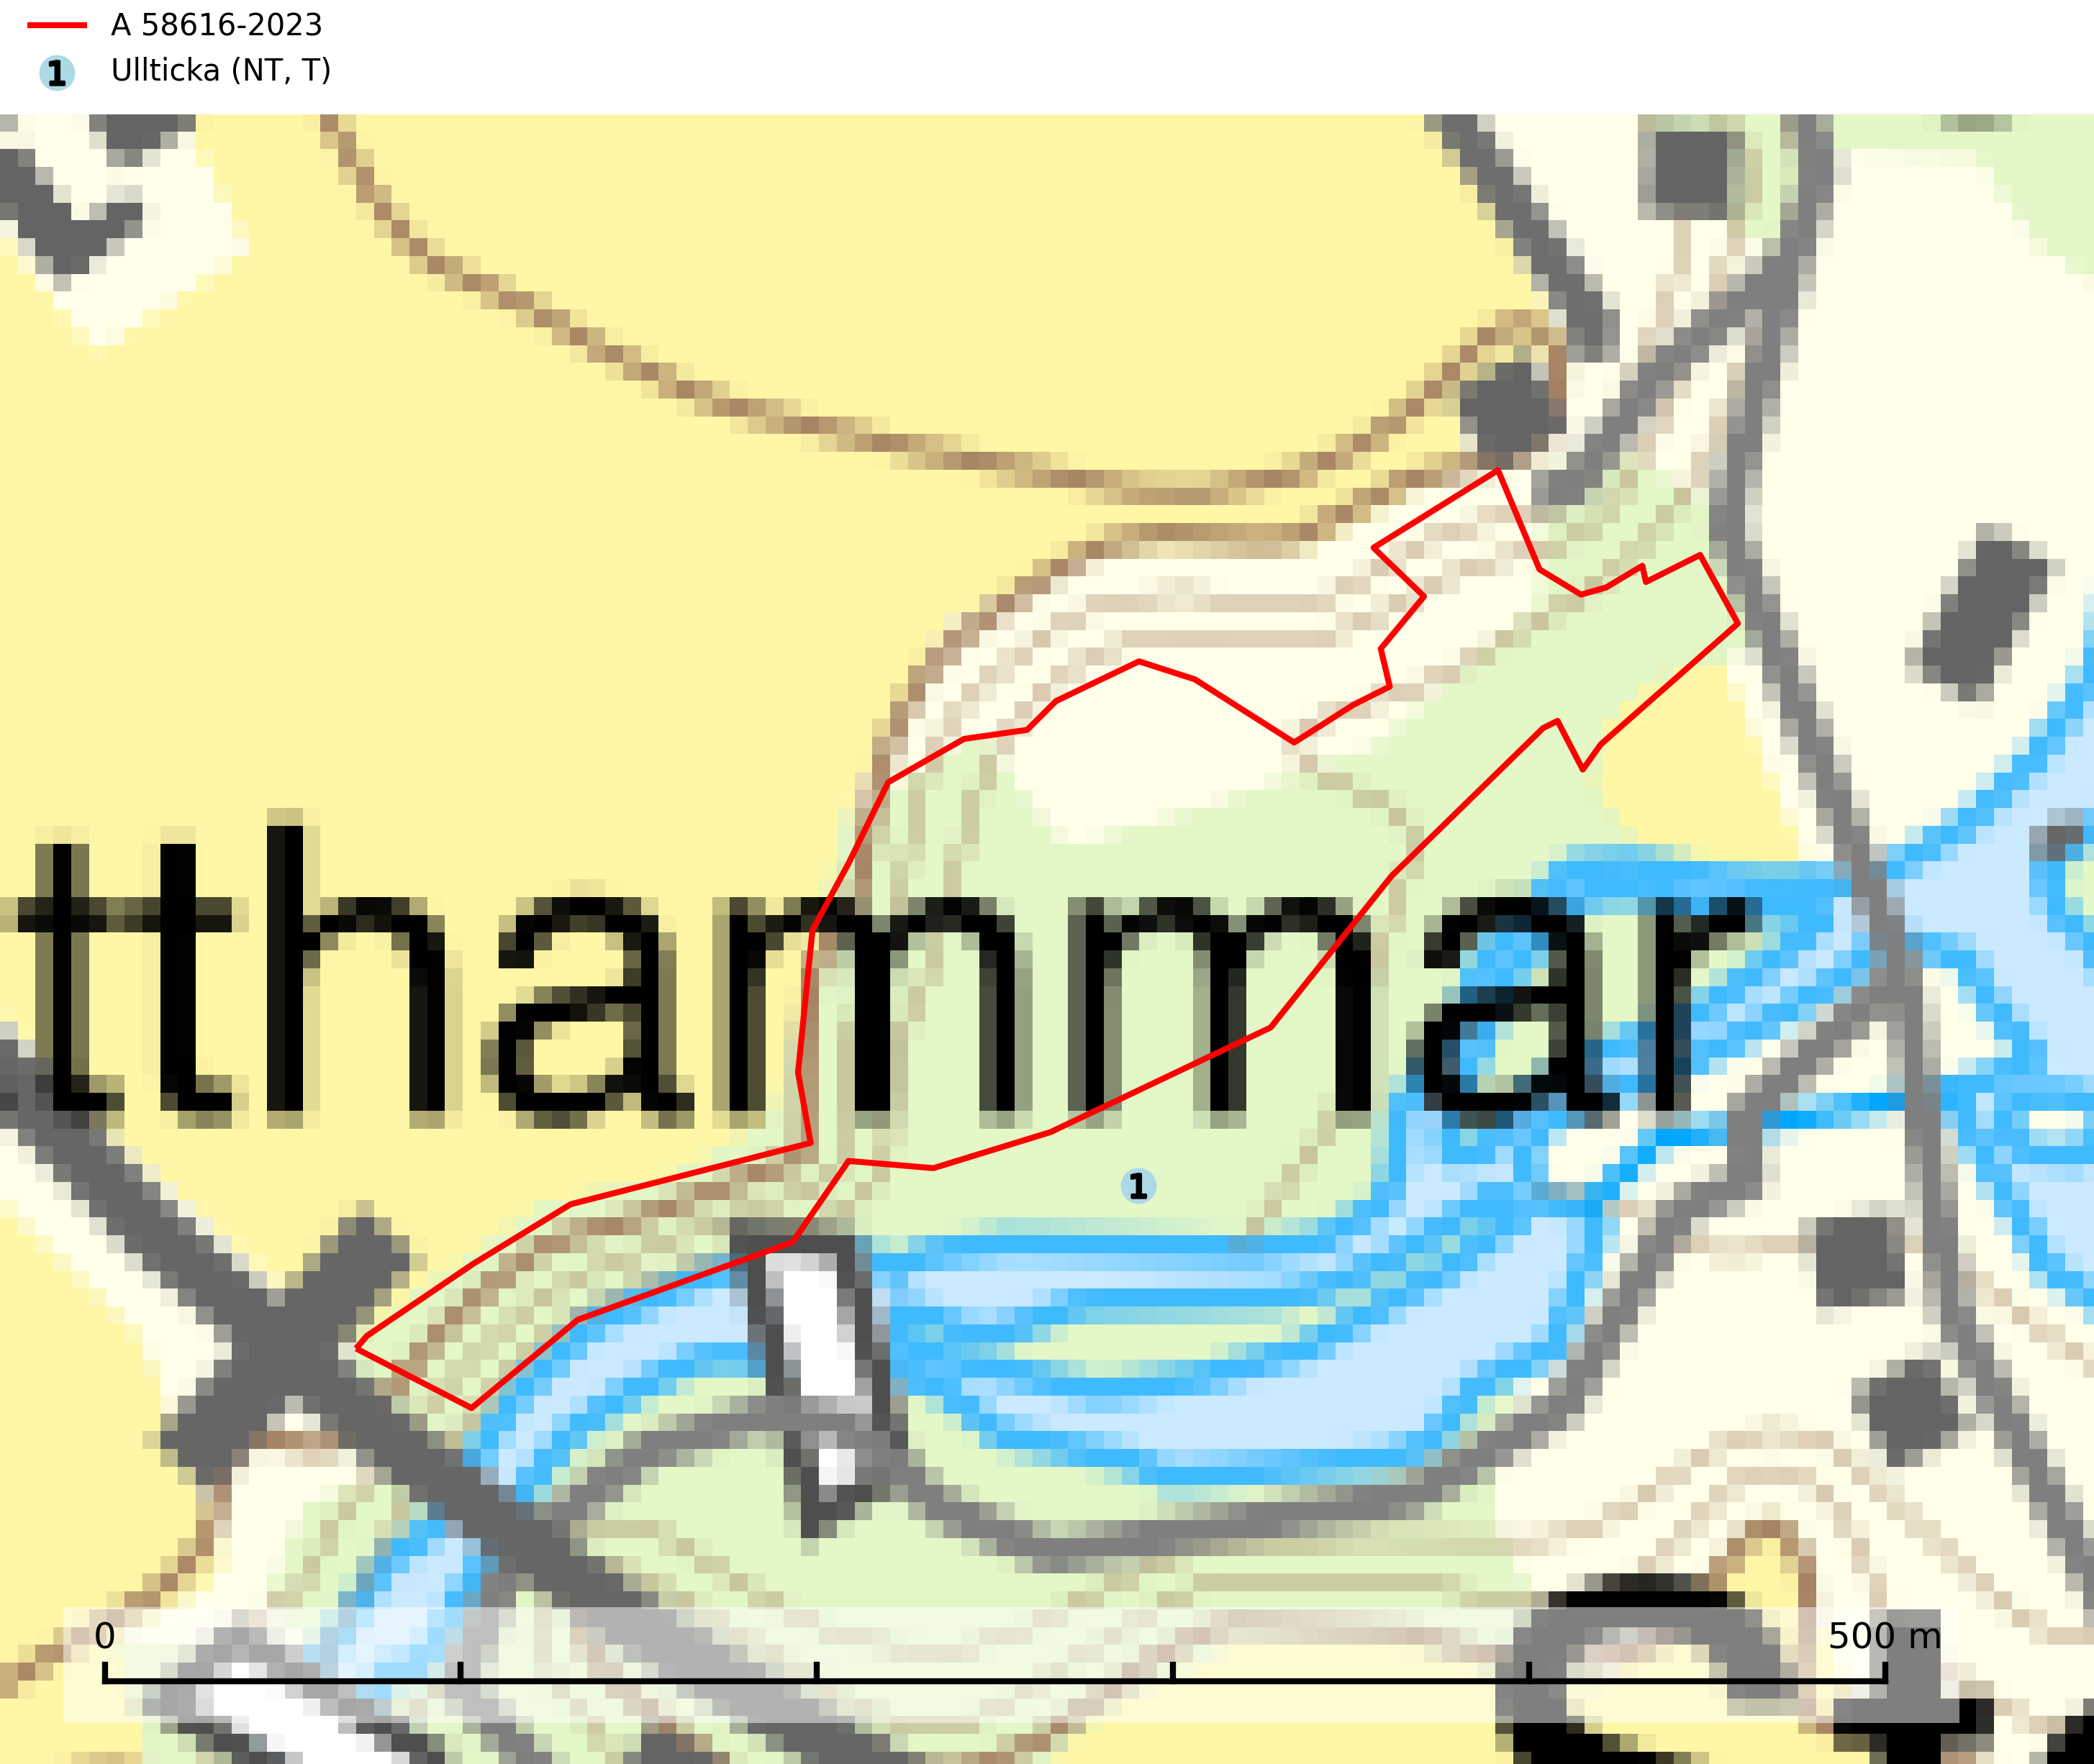 A 58616-2023
1 Ullticka (NT, T)
tthammar
1
0 500 m